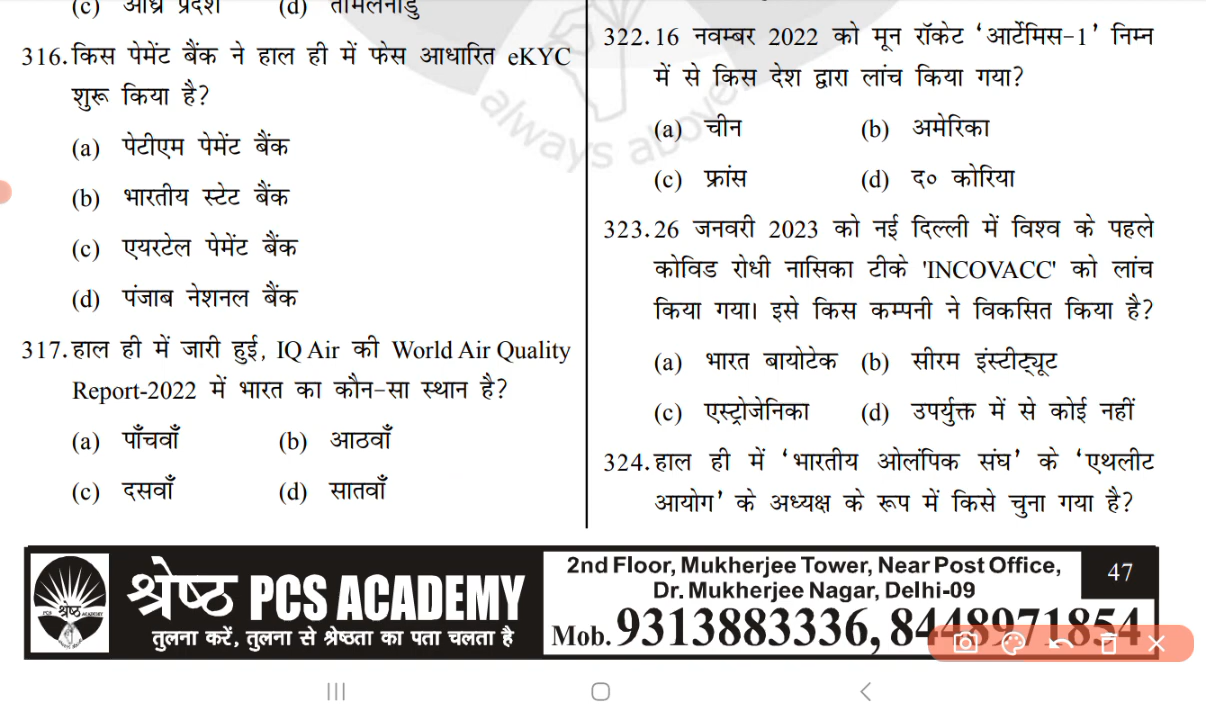 (c) आंध्र प्रदेश (d) तमिलनाडु
316. किस पेमेंट बैंक ने हाल ही में फेस आधारित eKYC
शुरू किया है?
(a) पेटीएम पेमेंट बैंक
(b) भारतीय स्टेट बैंक
(c) एयरटेल पेमेंट बैंक
(d) पंजाब नेशनल बैंक
317. हाल ही में जारी हुई, IQ Air की World Air Quality
Report-2022 में भारत का कौन-सा स्थान है?
(a) पाँचवाँ (b) आठवाँ
(c) दसवाँ (d) सातवाँ
322. 16 नवम्बर 2022 को मून रॉकेट ‘आर्टेमिस-1’ निम्न
में से किस देश द्वारा लांच किया गया?
(a) चीन (b) अमेरिका
(c) फ्रांस (d) द० कोरिया
323. 26 जनवरी 2023 को नई दिल्ली में विश्व के पहले
कोविड रोधी नासिका टीके 'INCOVACC' को लांच
किया गया। इसे किस कम्पनी ने विकसित किया है?
(a) भारत बायोटेक (b) सीरम इंस्टीट्यूट
(c) एस्ट्रोजेनिका (d) उपर्युक्त में से कोई नहीं
324. हाल ही में ‘भारतीय ओलंपिक संघ’ के ‘एथलीट
आयोग’ के अध्यक्ष के रूप में किसे चुना गया है?
always above
PCS श्रेष्ठ ACADEMY
श्रेष्ठ PCS ACADEMY
तुलना करें, तुलना से श्रेष्ठता का पता चलता है
2nd Floor, Mukherjee Tower, Near Post Office,
Dr. Mukherjee Nagar, Delhi-09
Mob. 9313883336, 8448971854
47